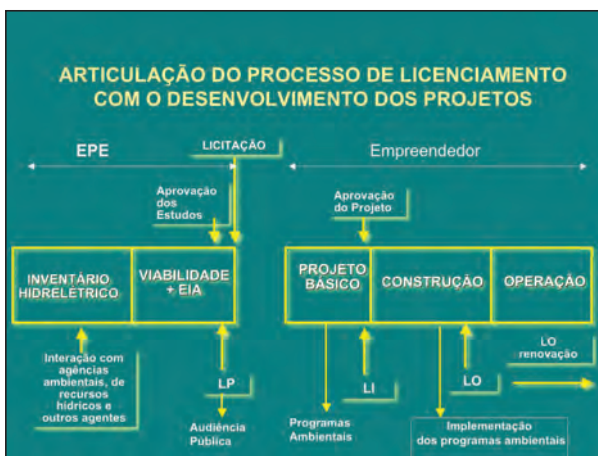 ARTICULAÇÃO DO PROCESSO DE LICENCIAMENTO
COM O DESENVOLVIMENTO DOS PROJETOS
EPE
LICITAÇÃO
Empreendedor
Aprovação
dos
Estudos
Aprovação
do Projeto
INVENTÁRIO
HIDRELÉTRICO
VIABILIDADE
+ EIA
PROJETO
BÁSICO
CONSTRUÇÃO
OPERAÇÃO
Interação com
agências
ambientais, de
recursos
hídricos e
outros agentes
LP
Audiência
Pública
LI
LO
LO
renovação
Programas
Ambientais
Implementação
dos programas ambientais